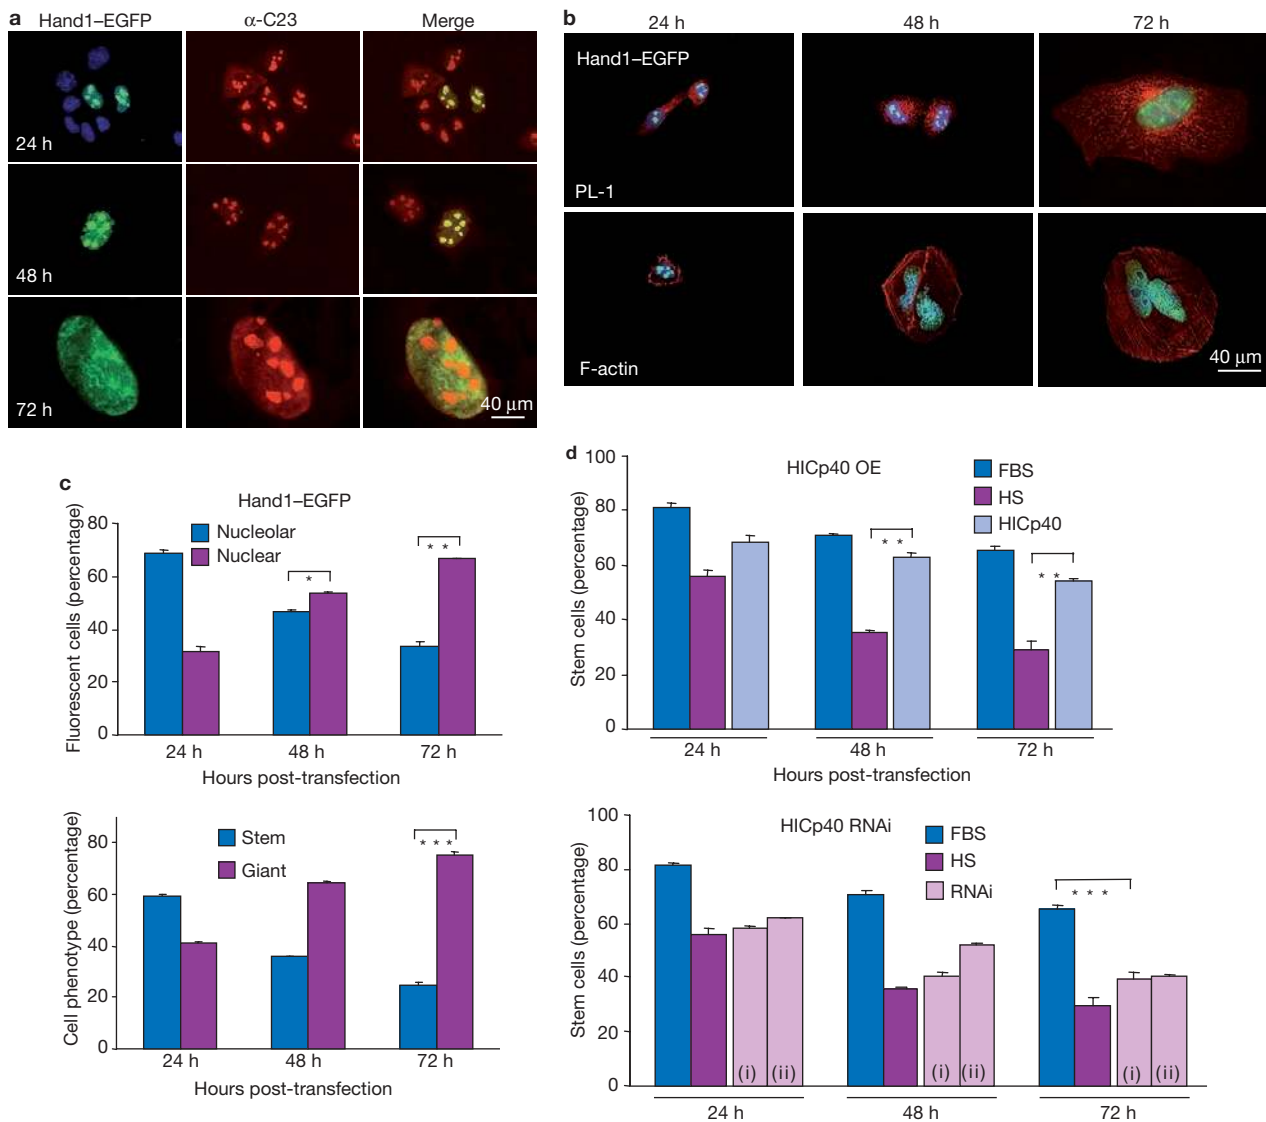 a
Hand1–EGFP
α-C23
Merge
24 h
48 h
72 h
40 μm
b
24 h
48 h
72 h
Hand1–EGFP
PL-1
F-actin
40 μm
c
Hand1–EGFP
Nucleolar
Nuclear
Fluorescent cells (percentage)
80
60
40
20
0
*
* *
24 h
48 h
72 h
Hours post-transfection
Stem
Giant
Cell phenotype (percentage)
80
60
40
20
0
* * *
24 h
48 h
72 h
Hours post-transfection
d
HICp40 OE
FBS
HS
HICp40
Stem cells (percentage)
100
80
60
40
20
0
* *
* *
24 h
48 h
72 h
Hours post-transfection
HICp40 RNAi
FBS
HS
RNAi
Stem cells (percentage)
100
80
60
40
20
0
* * *
(i) (ii)
(i) (ii)
(i) (ii)
24 h
48 h
72 h